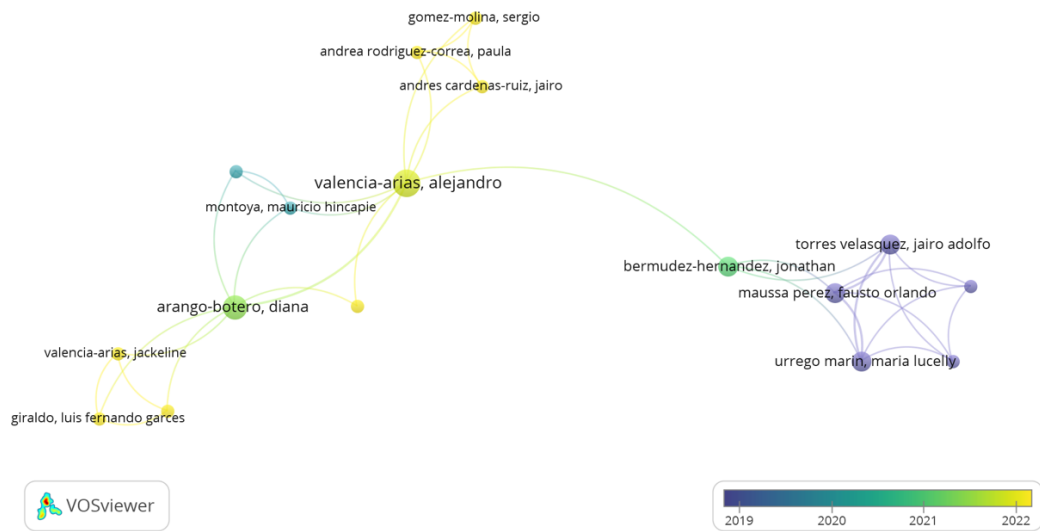 gomez-molina, sergio
andrea rodriguez-correa, paula
andres cardenas-ruiz, jairo
valencia-arias, alejandro
montoya, mauricio hincapie
torres velasquez, jairo adolfo
bermudez-hernandez, jonathan
maussa perez, fausto orlando
arango-botero, diana
valencia-arias, jackeline
urrego marin, maria lucelly
giraldo, luis fernando garces
VOSviewer
2019 2020 2021 2022